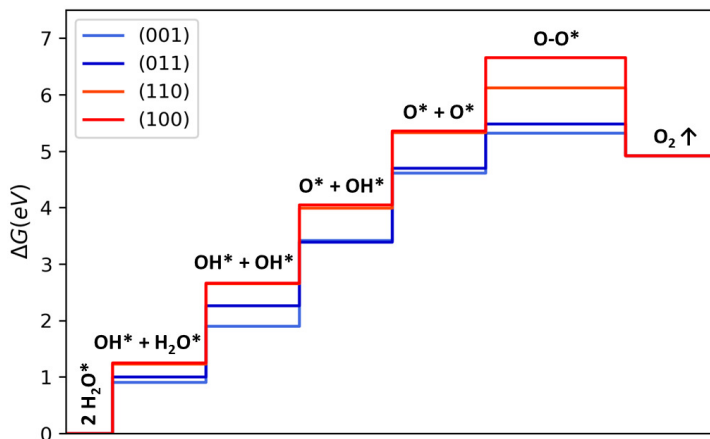 7
6
5
4
3
2
1
0
ΔG(eV)
(001)
(011)
(110)
(100)
2 H₂O*
OH* + H₂O*
OH* + OH*
O* + OH*
O* + O*
O-O*
O₂ ↑